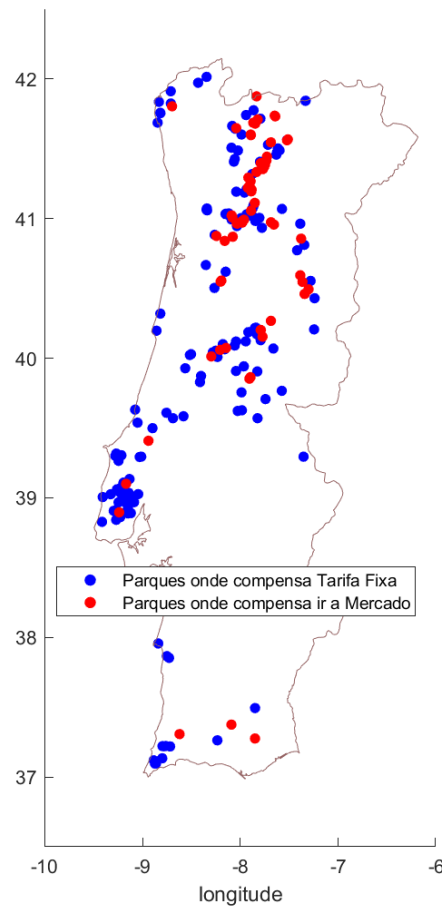 42
41
40
39
Parques onde compensa Tarifa Fixa
Parques onde compensa ir a Mercado
38
37
-10 -9 -8 -7 -6
longitude